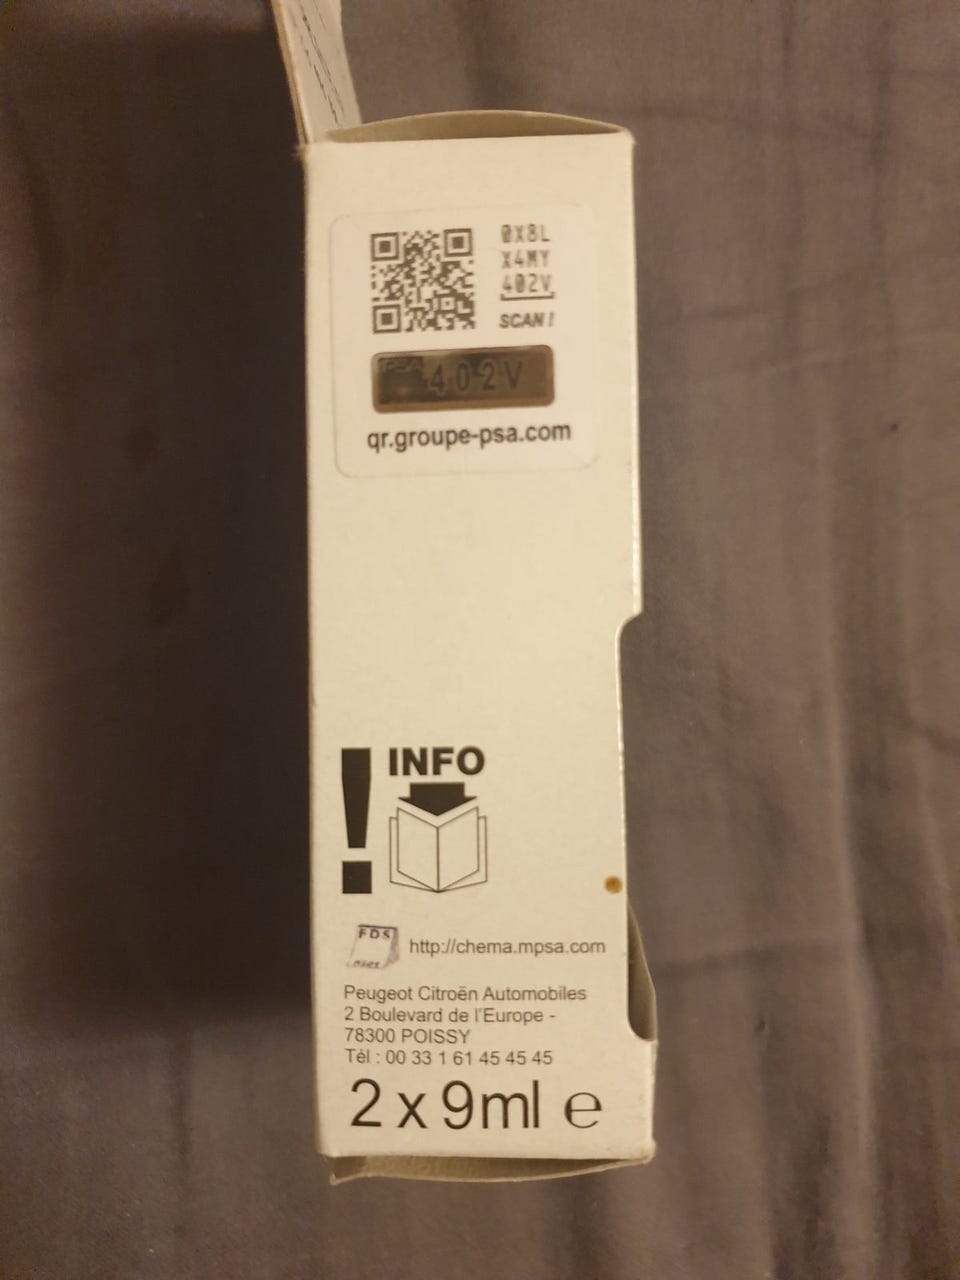 0X8L
X4MY
402V
SCAN!
PSA 402V
qr.groupe-psa.com
INFO
FDS
http://chema.mpsa.com
Peugeot Citroën Automobiles
2 Boulevard de l'Europe -
78300 POISSY
Tél : 00 33 1 61 45 45 45
2 x 9ml e